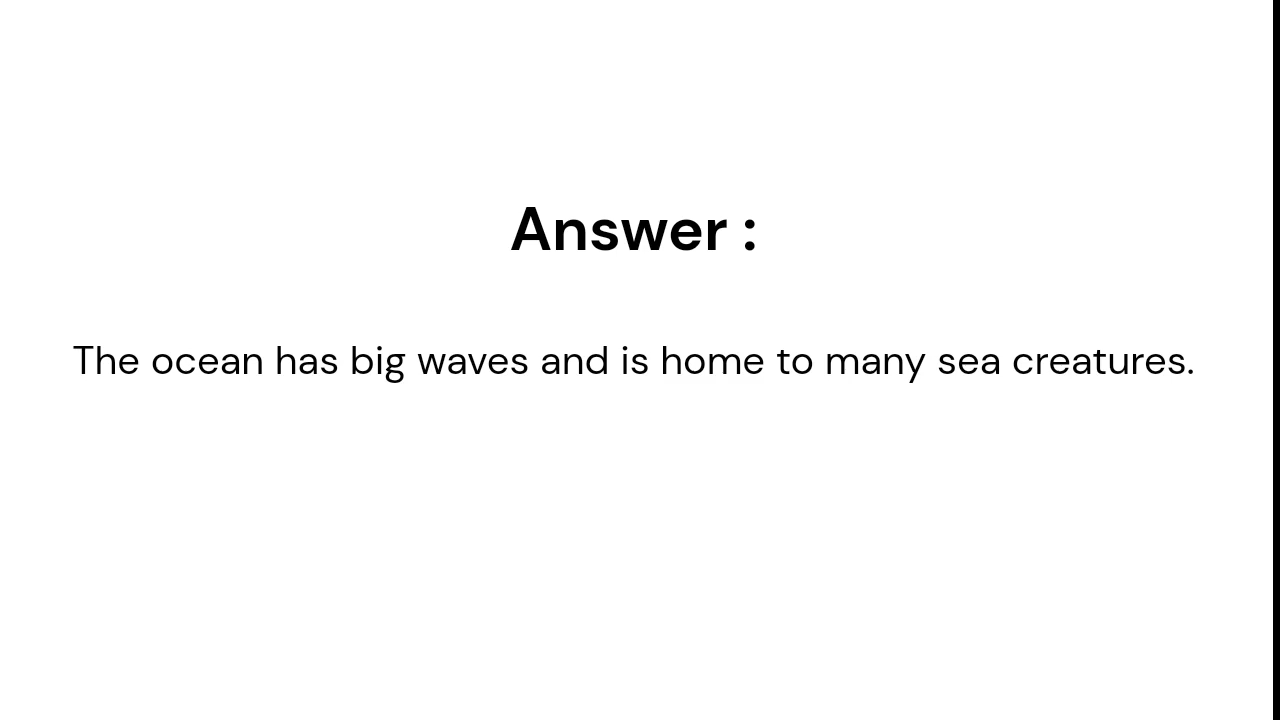 Answer :
The ocean has big waves and is home to many sea creatures.